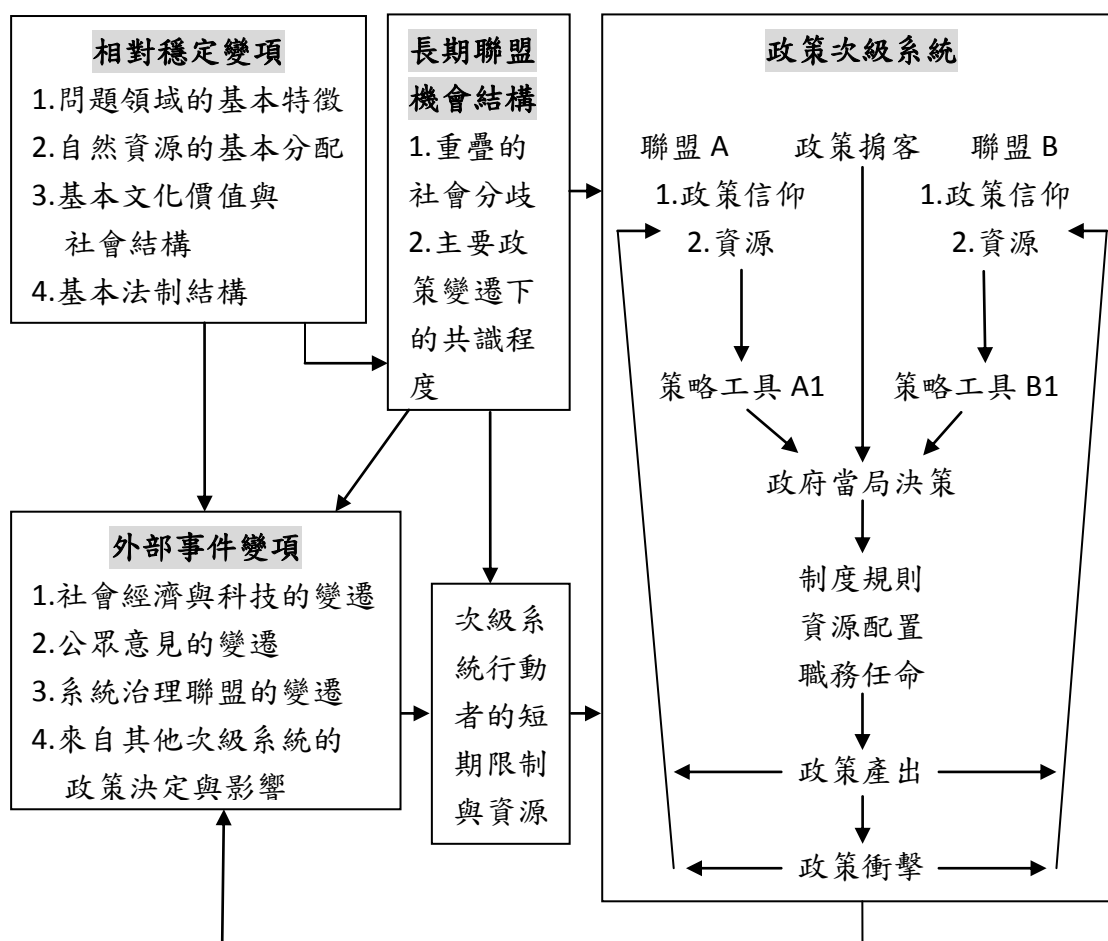 相對穩定變項
1.問題領域的基本特徵
2.自然資源的基本分配
3.基本文化價值與
社會結構
4.基本法制結構
長期聯盟
機會結構
1.重疊的
社會分歧
2.主要政
策變遷下
的共識程
度
政策次級系統
聯盟 A
政策掮客
聯盟 B
1.政策信仰
2.資源
1.政策信仰
2.資源
策略工具 A1
策略工具 B1
政府當局決策
制度規則
資源配置
職務任命
政策產出
政策衝擊
外部事件變項
1.社會經濟與科技的變遷
2.公眾意見的變遷
3.系統治理聯盟的變遷
4.來自其他次級系統的
政策決定與影響
次級系
統行動
者的短
期限制
與資源